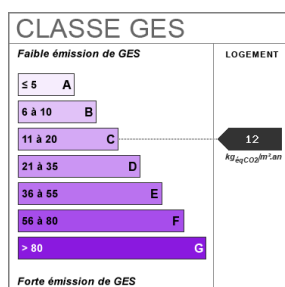 CLASSE GES
Faible émission de GES
LOGEMENT
≤ 5 A
6 à 10 B
11 à 20 C
12
kgéqCO2/m².an
21 à 35 D
36 à 55 E
56 à 80 F
> 80 G
Forte émission de GES